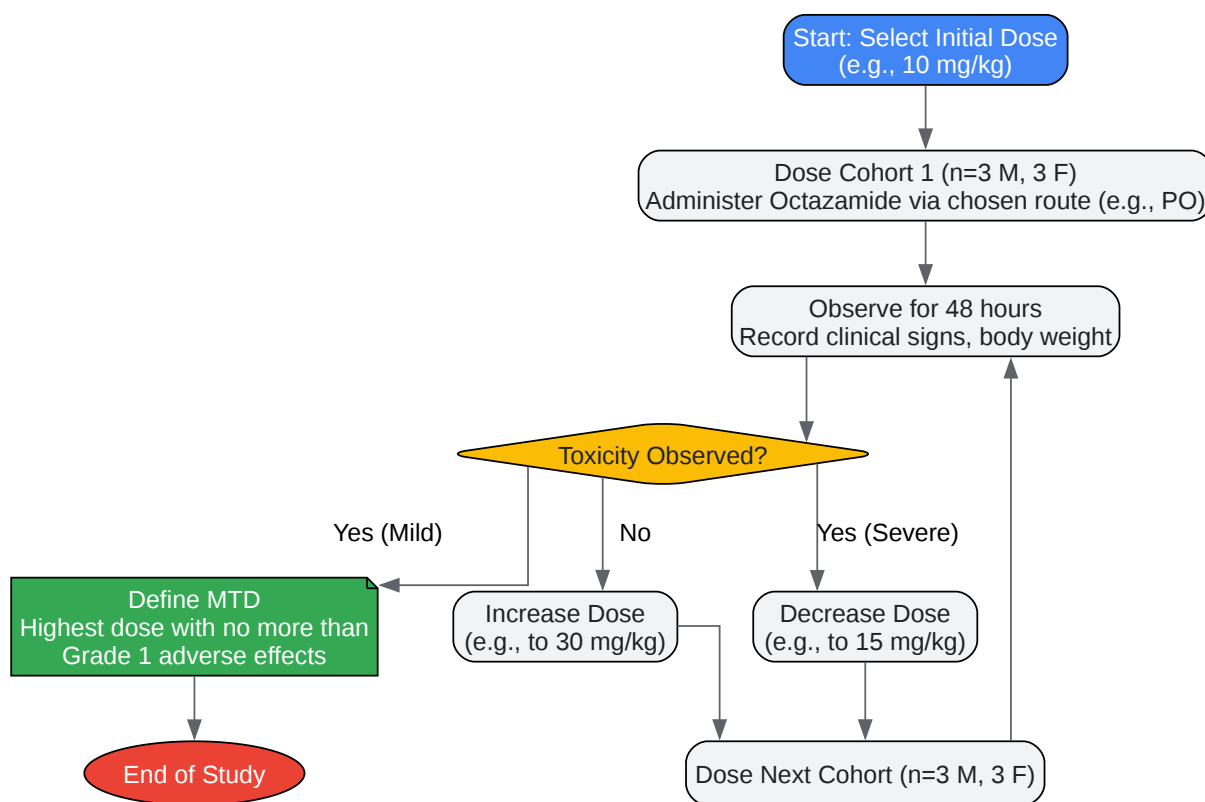 Start: Select Initial Dose
(e.g., 10 mg/kg)
Dose Cohort 1 (n=3 M, 3 F)
Administer Octazamide via chosen route (e.g., PO)
Observe for 48 hours
Record clinical signs, body weight
Toxicity Observed?
Yes (Mild)
No
Yes (Severe)
Define MTD
Highest dose with no more than
Grade 1 adverse effects
Increase Dose
(e.g., to 30 mg/kg)
Decrease Dose
(e.g., to 15 mg/kg)
End of Study
Dose Next Cohort (n=3 M, 3 F)